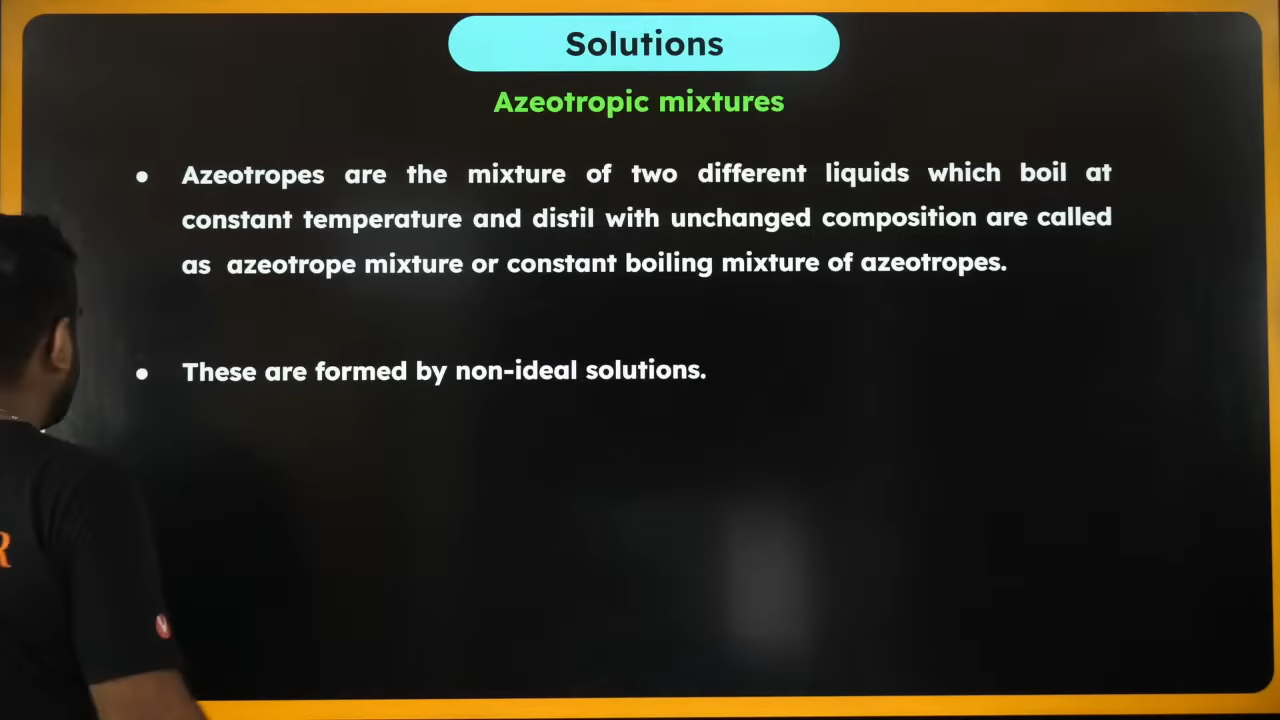 Solutions
Azeotropic mixtures
• Azeotropes are the mixture of two different liquids which boil at
constant temperature and distil with unchanged composition are called
as azeotrope mixture or constant boiling mixture of azeotropes.
• These are formed by non-ideal solutions.
R
V